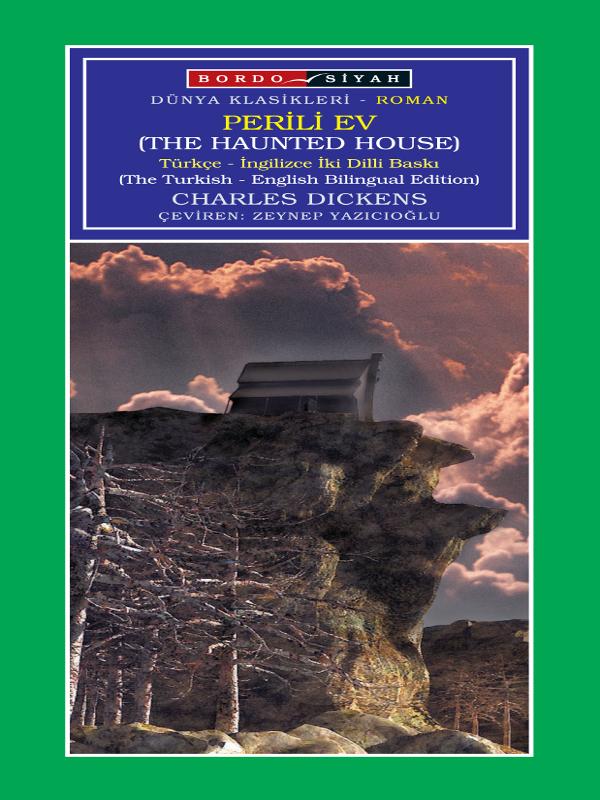 BORDO SİYAH
DÜNYA KLASİKLERİ - ROMAN
PERİLİ EV
(THE HAUNTED HOUSE)
Türkçe - İngilizce İki Dilli Baskı
(The Turkish - English Bilingual Edition)
CHARLES DICKENS
ÇEVİREN: ZEYNEP YAZICIOĞLU